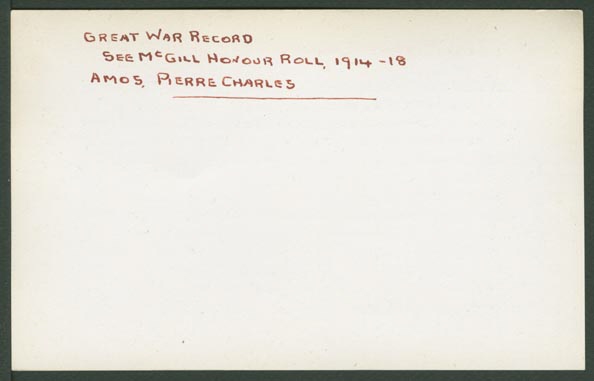 GREAT WAR RECORD
SEE McGILL HONOUR ROLL, 1914-18
AMOS, PIERRE CHARLES